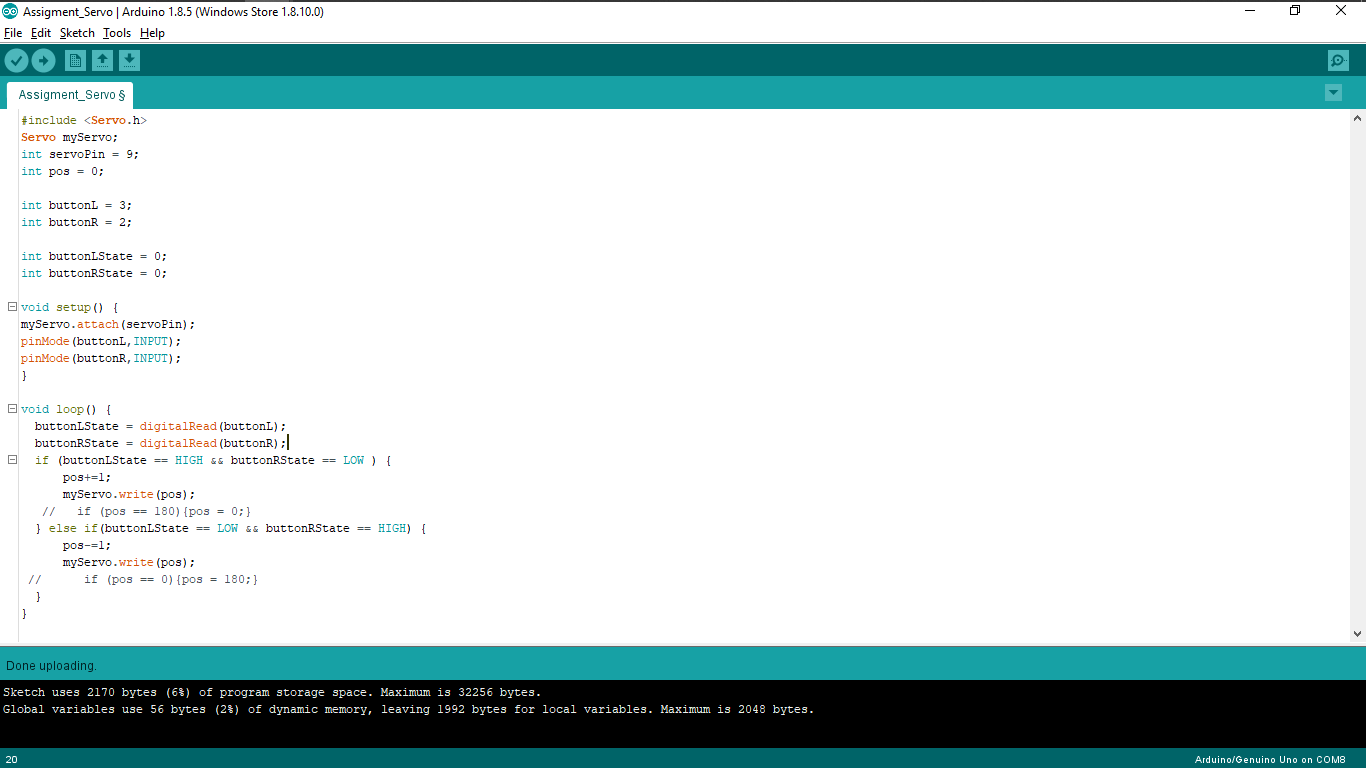 Assigment_Servo | Arduino 1.8.5 (Windows Store 1.8.10.0)
File Edit Sketch Tools Help
Assigment_Servo §
#include <Servo.h>
Servo myServo;
int servoPin = 9;
int pos = 0;
int buttonL = 3;
int buttonR = 2;
int buttonLState = 0;
int buttonRState = 0;
void setup() {
myServo.attach(servoPin);
pinMode(buttonL,INPUT);
pinMode(buttonR,INPUT);
}
void loop() {
buttonLState = digitalRead(buttonL);
buttonRState = digitalRead(buttonR);
if (buttonLState == HIGH && buttonRState == LOW ) {
pos+=1;
myServo.write(pos);
//   if (pos == 180){pos = 0;}
} else if(buttonLState == LOW && buttonRState == HIGH) {
pos-=1;
myServo.write(pos);
//      if (pos == 0){pos = 180;}
}
}
Done uploading.
Sketch uses 2170 bytes (6%) of program storage space. Maximum is 32256 bytes.
Global variables use 56 bytes (2%) of dynamic memory, leaving 1992 bytes for local variables. Maximum is 2048 bytes.
20 Arduino/Genuino Uno on COM8